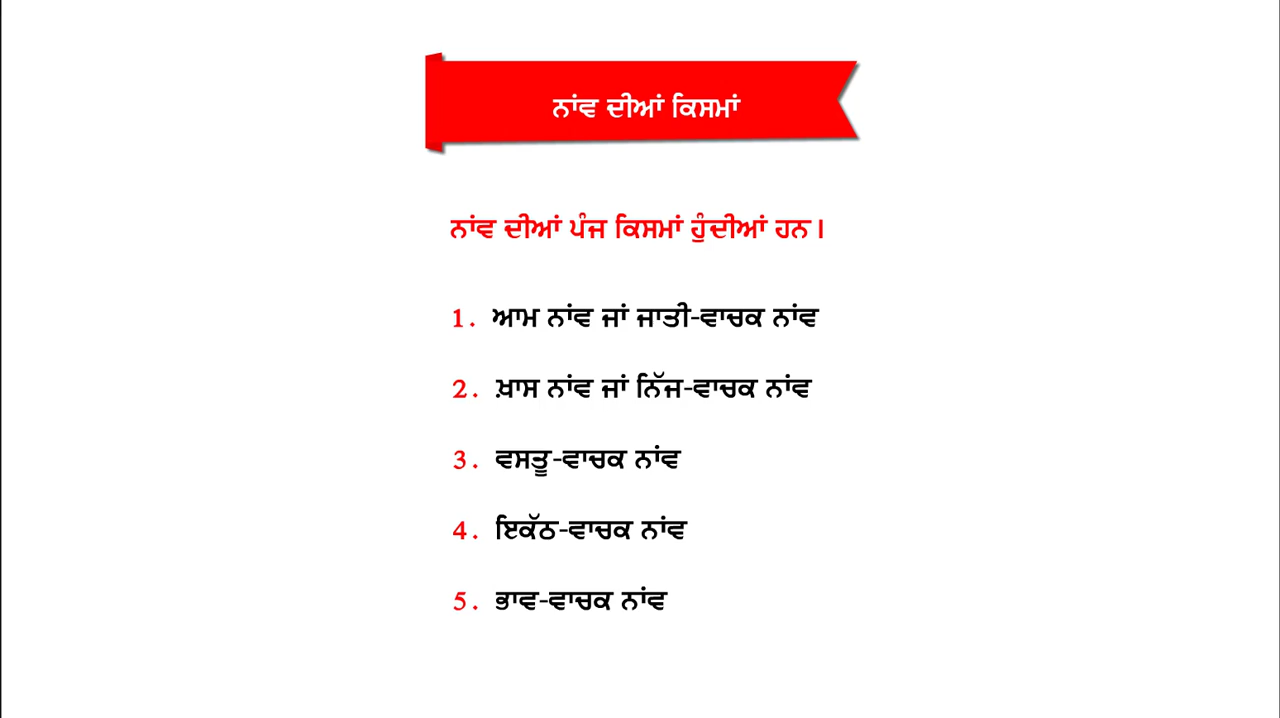 ਨਾਂਵ ਦੀਆਂ ਕਿਸਮਾਂ
ਨਾਂਵ ਦੀਆਂ ਪੰਜ ਕਿਸਮਾਂ ਹੁੰਦੀਆਂ ਹਨ।
1. ਆਮ ਨਾਂਵ ਜਾਂ ਜਾਤੀ-ਵਾਚਕ ਨਾਂਵ
2. ਖ਼ਾਸ ਨਾਂਵ ਜਾਂ ਨਿੱਜ-ਵਾਚਕ ਨਾਂਵ
3. ਵਸਤੂ-ਵਾਚਕ ਨਾਂਵ
4. ਇਕੱਠ-ਵਾਚਕ ਨਾਂਵ
5. ਭਾਵ-ਵਾਚਕ ਨਾਂਵ